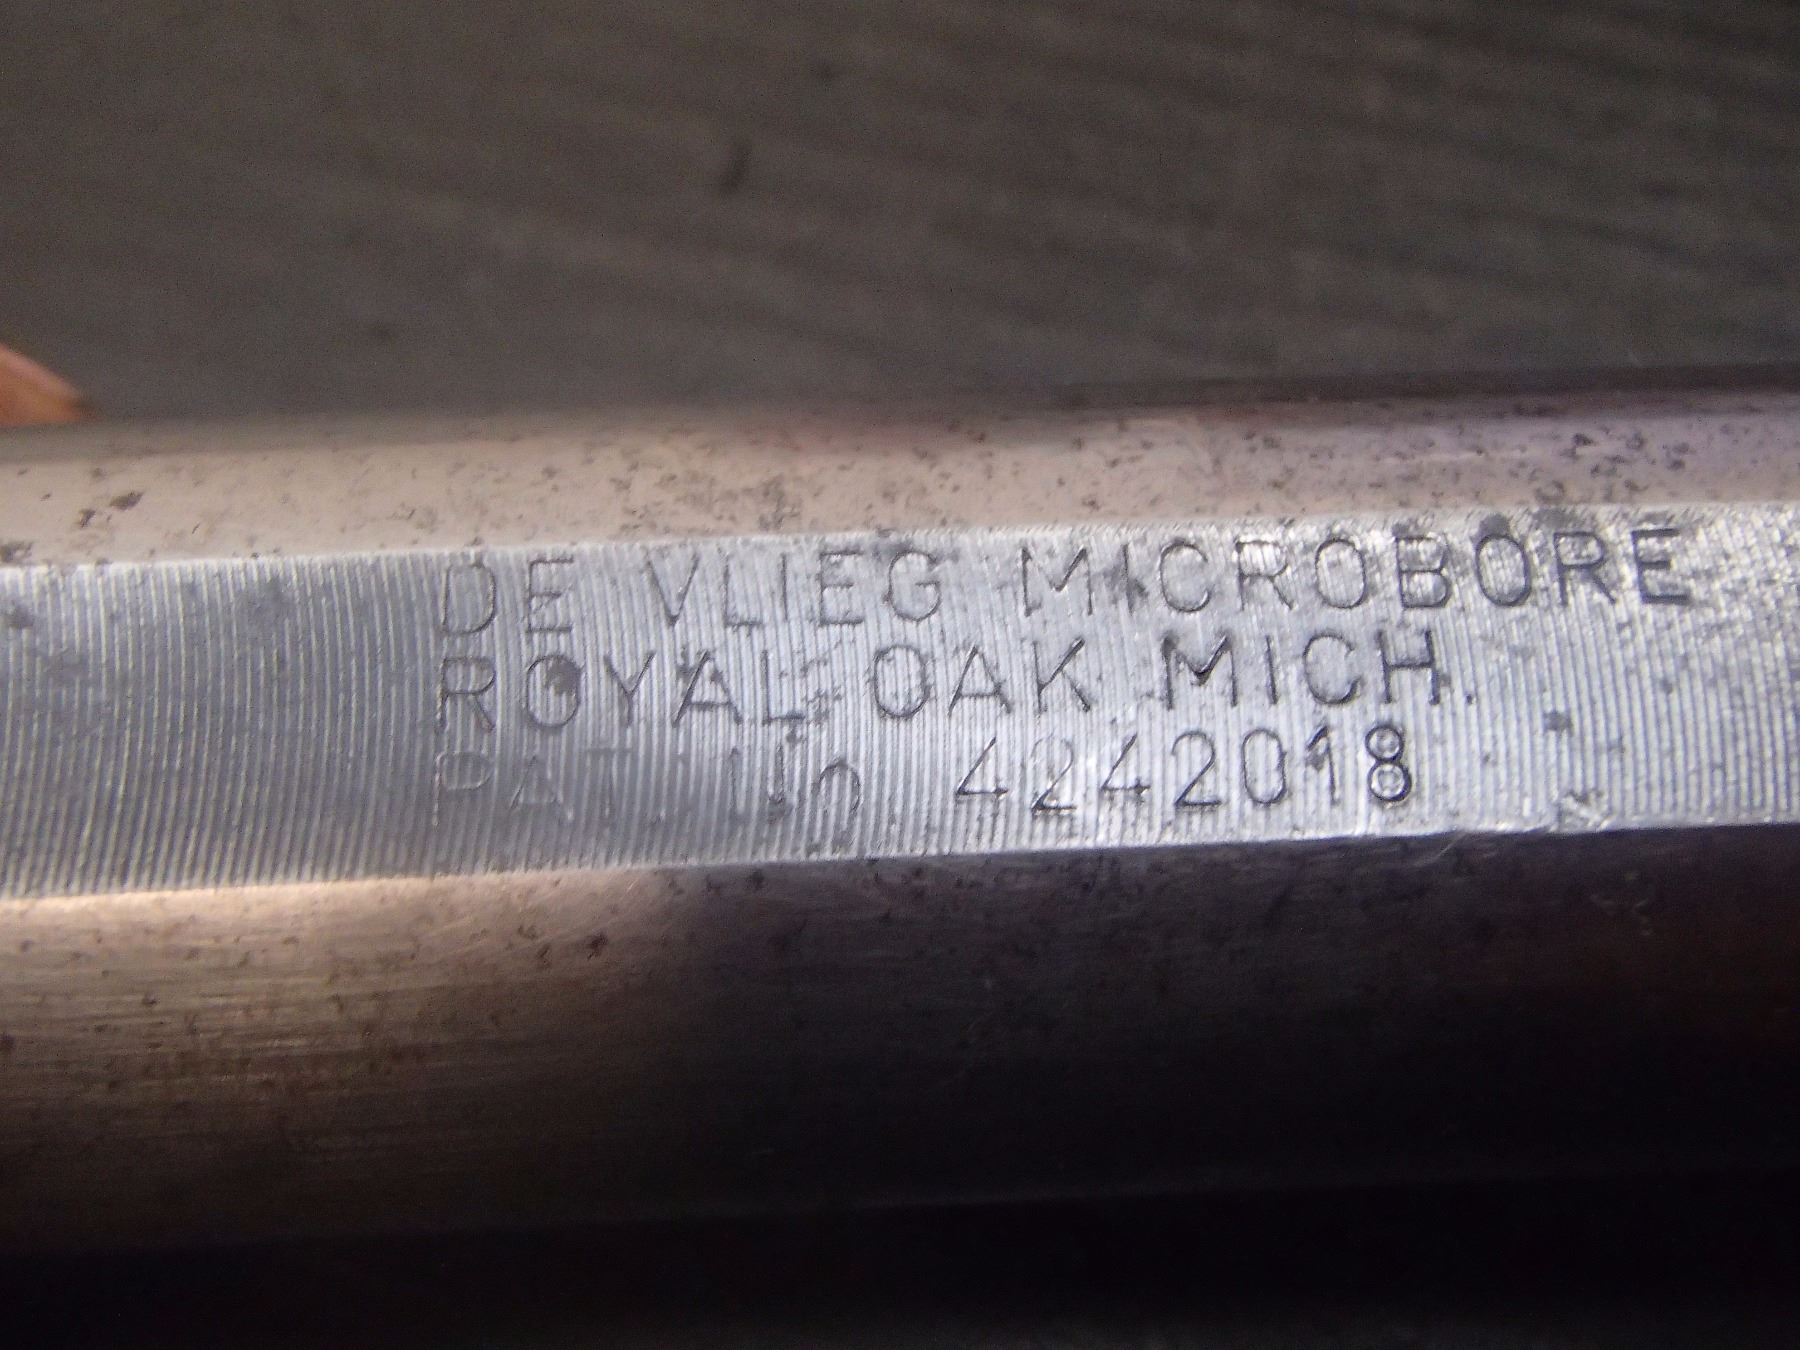 DE VLIEG MICROBORE
ROYAL OAK MICH.
PAT No 4242018